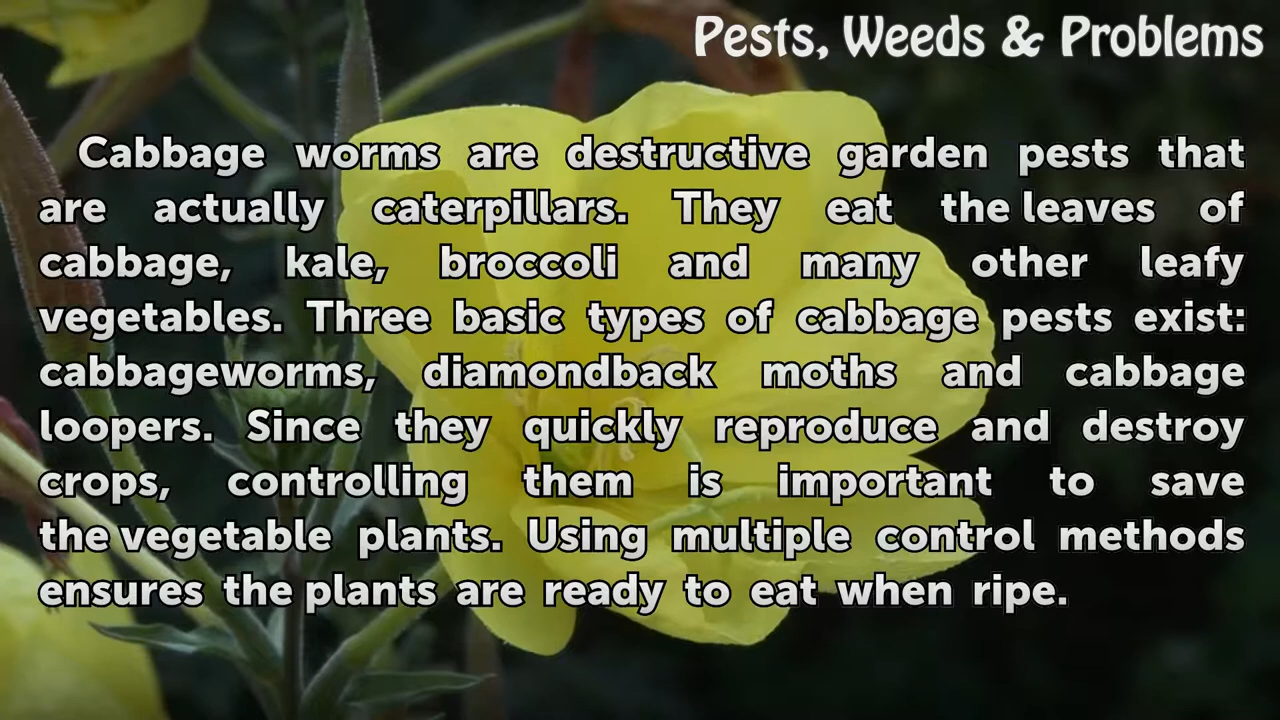 Pests, Weeds & Problems
Cabbage worms are destructive garden pests that
are actually caterpillars. They eat the leaves of
cabbage, kale, broccoli and many other leafy
vegetables. Three basic types of cabbage pests exist:
cabbageworms, diamondback moths and cabbage
loopers. Since they quickly reproduce and destroy
crops, controlling them is important to save
the vegetable plants. Using multiple control methods
ensures the plants are ready to eat when ripe.